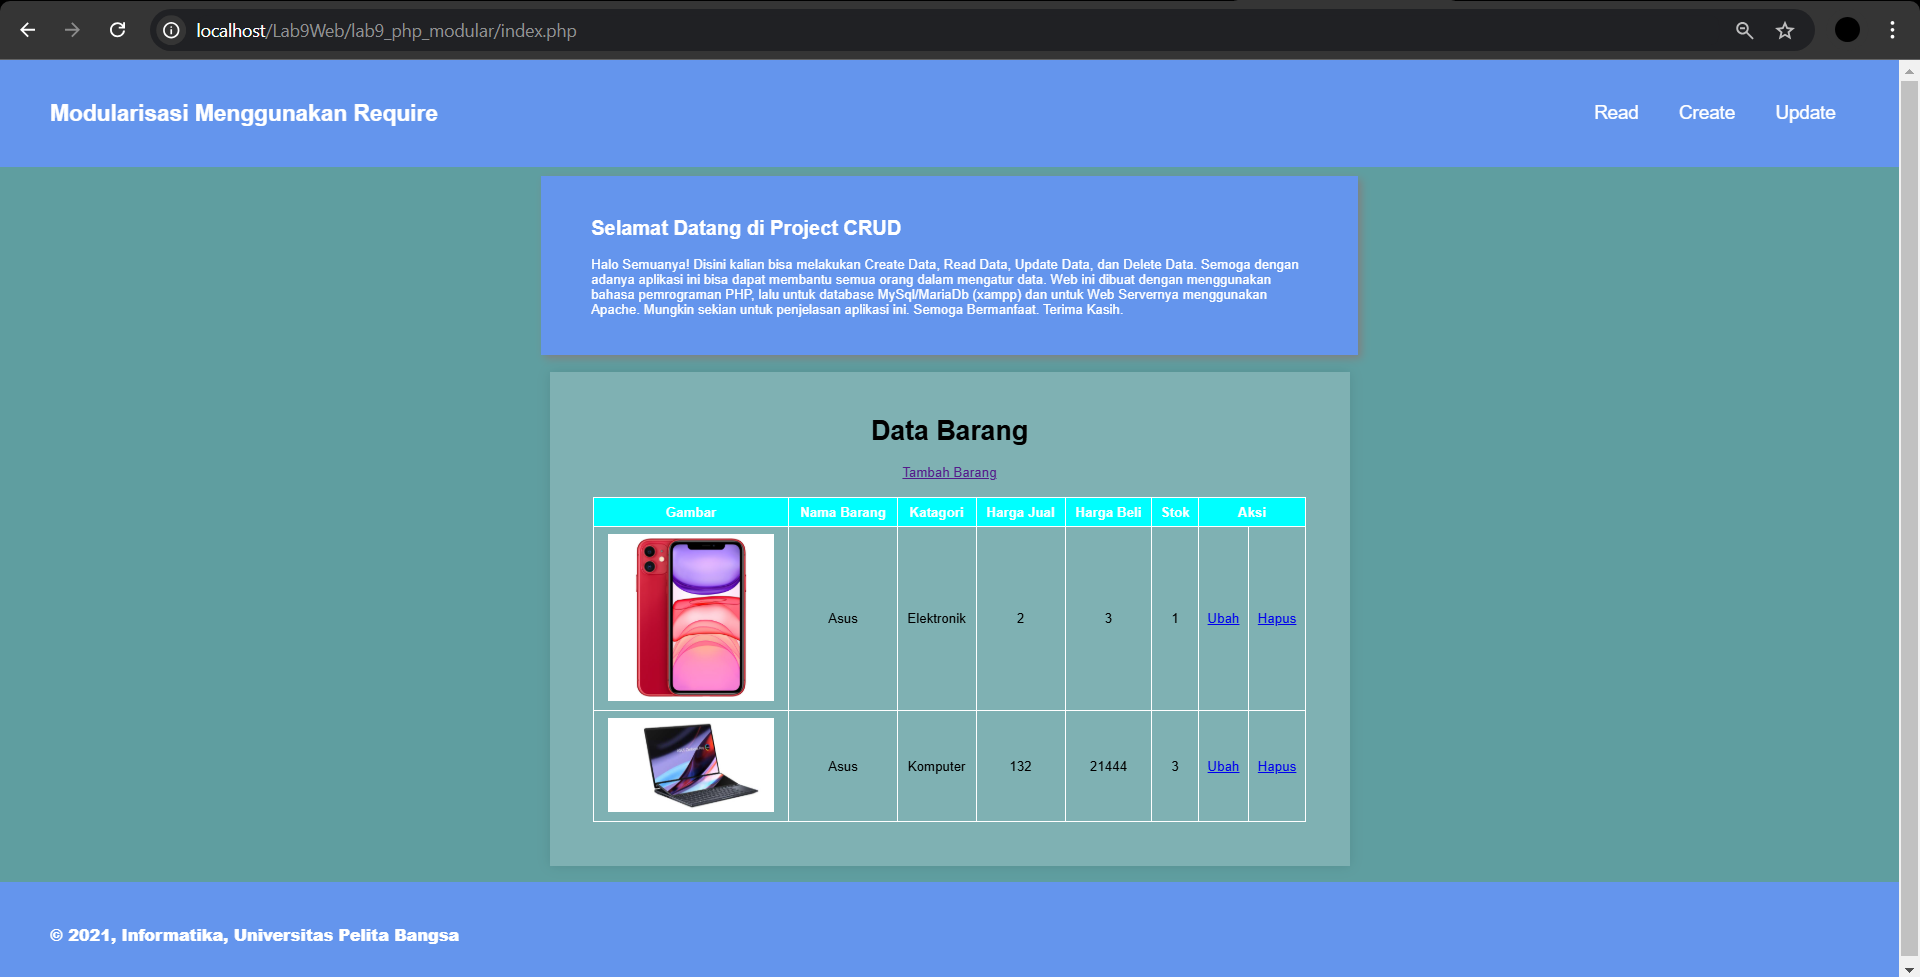 localhost/Lab9Web/lab9_php_modular/index.php
Modularisasi Menggunakan Require
Read Create Update
Selamat Datang di Project CRUD
Halo Semuanya! Disini kalian bisa melakukan Create Data, Read Data, Update Data, dan Delete Data. Semoga dengan
adanya aplikasi ini bisa dapat membantu semua orang dalam mengatur data. Web ini dibuat dengan menggunakan
bahasa pemrograman PHP, lalu untuk database MySql/MariaDb (xampp) dan untuk Web Servernya menggunakan
Apache. Mungkin sekian untuk penjelasan aplikasi ini. Semoga Bermanfaat. Terima Kasih.
Data Barang
Tambah Barang
Gambar Nama Barang Katagori Harga Jual Harga Beli Stok Aksi
Asus Elektronik 2 3 1 Ubah Hapus
Asus Komputer 132 21444 3 Ubah Hapus
© 2021, Informatika, Universitas Pelita Bangsa